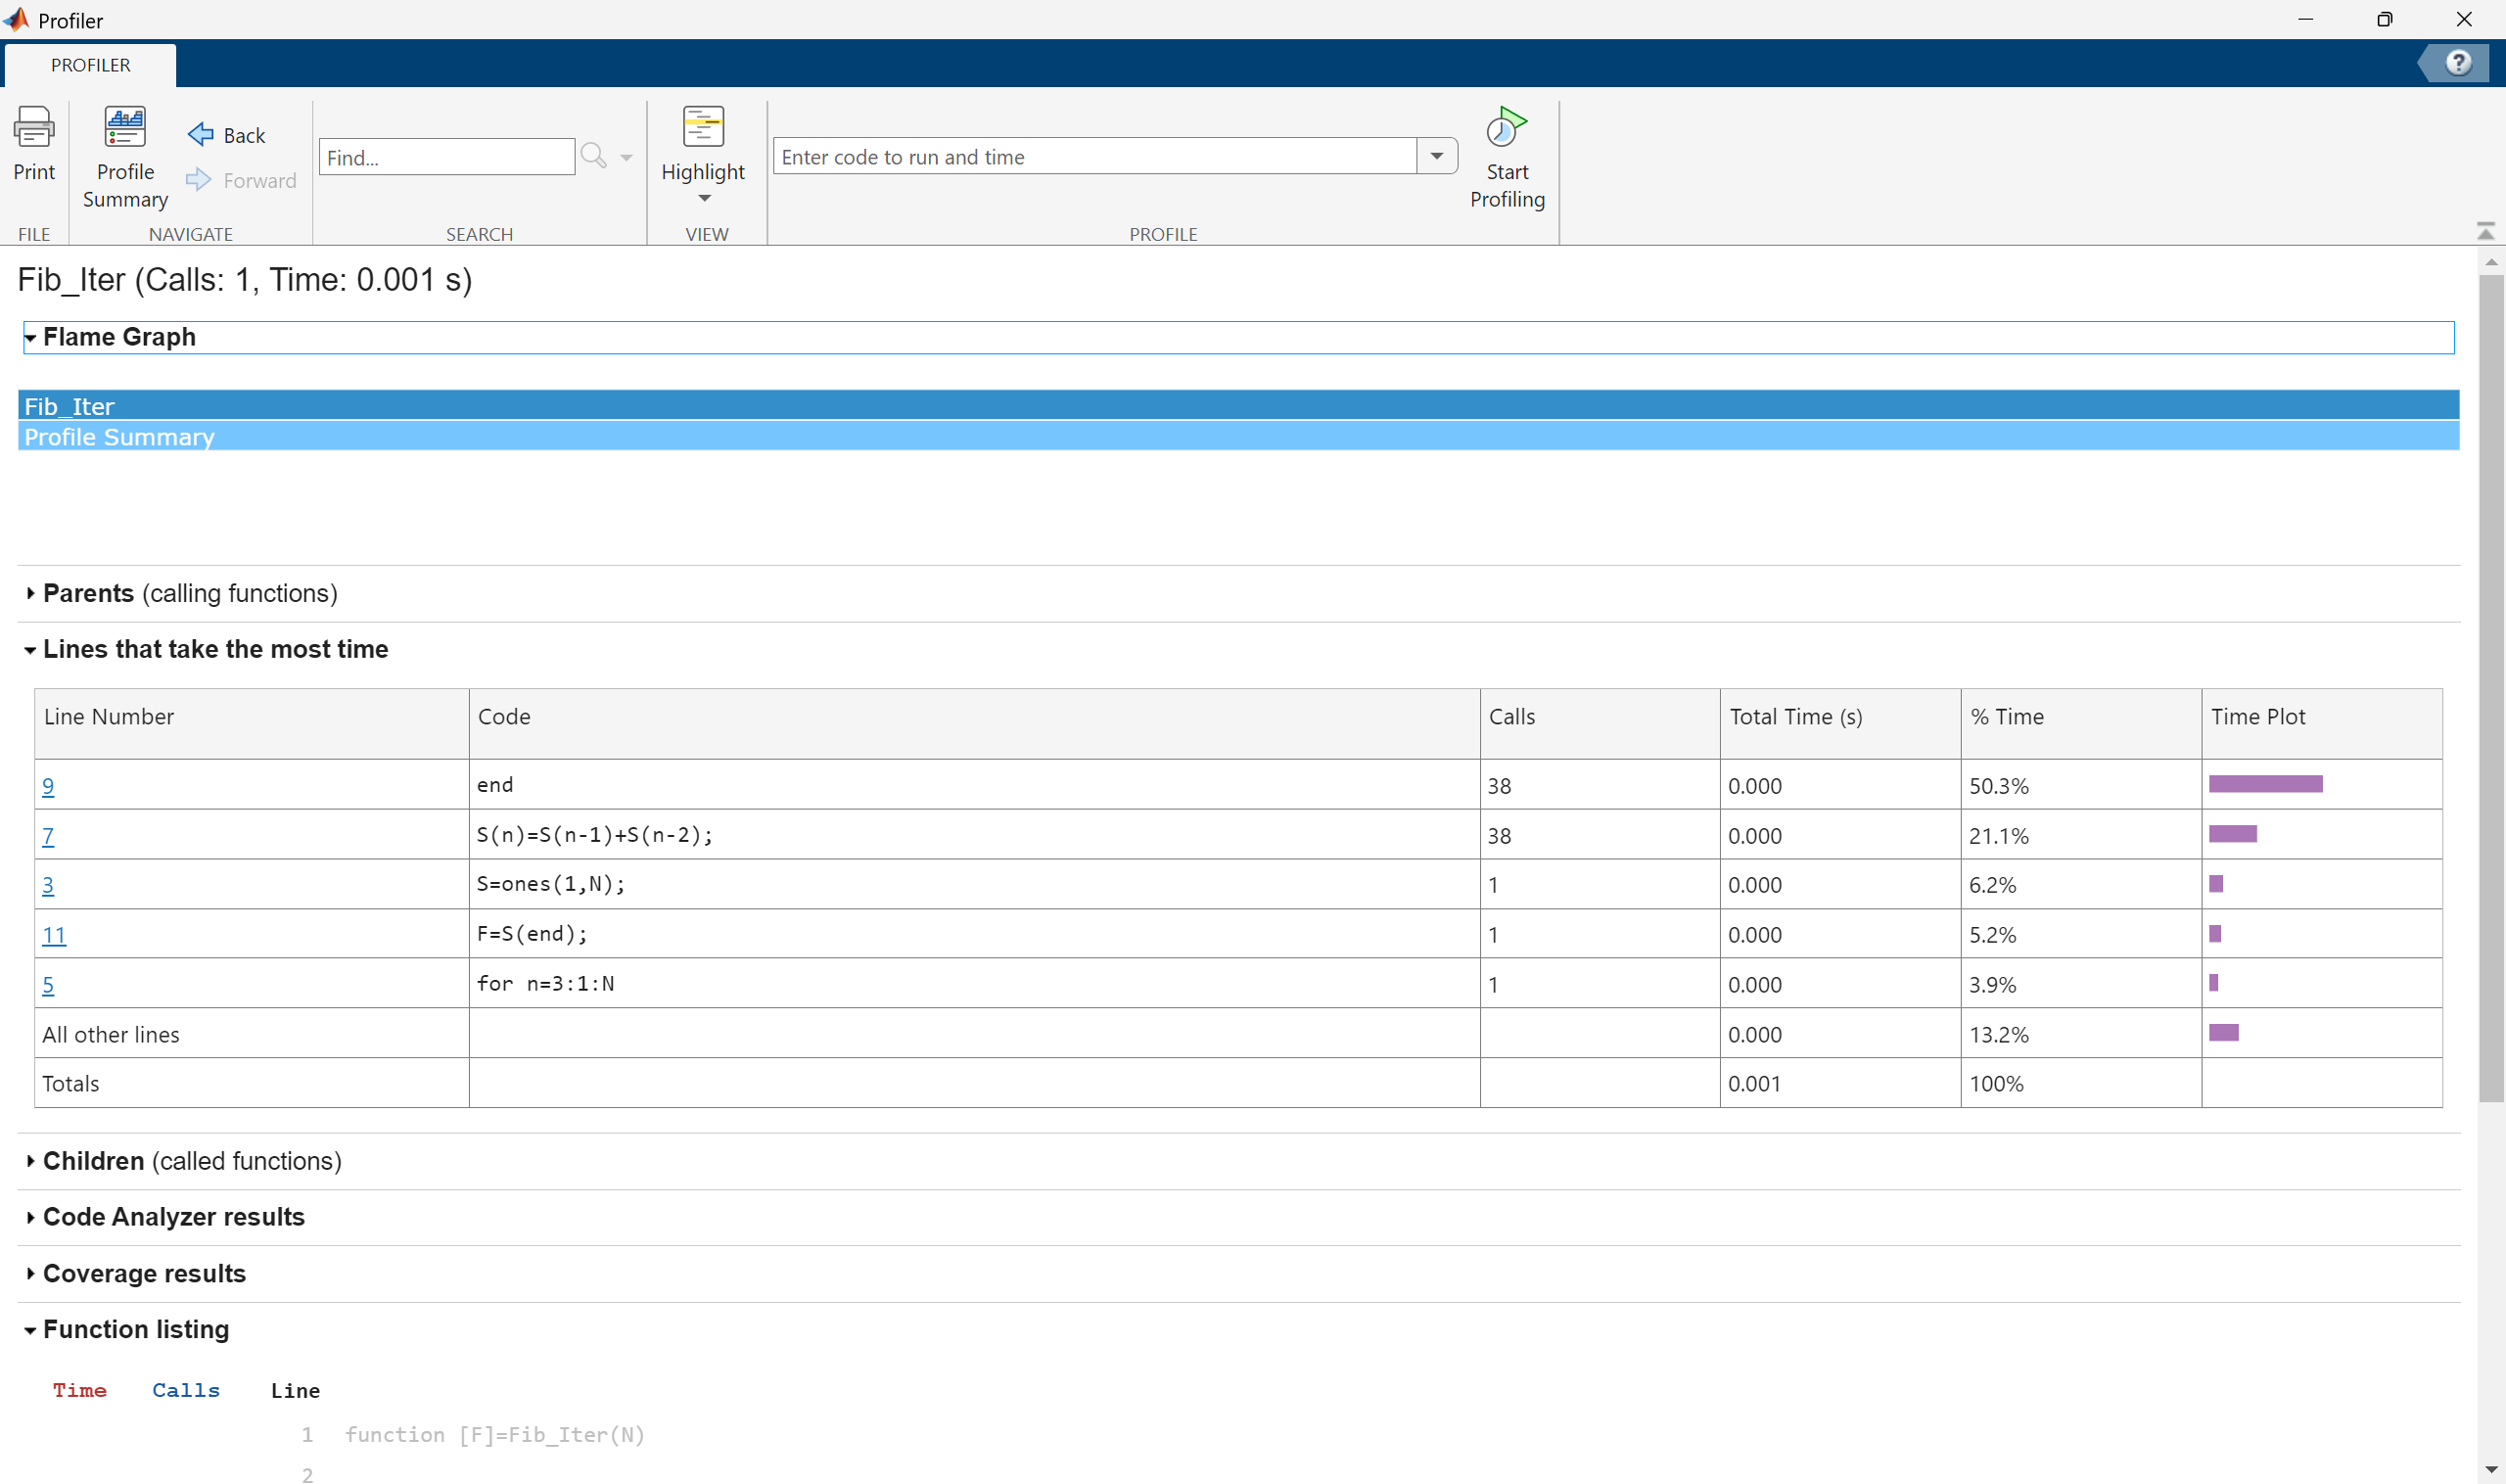 Profiler
PROFILER
Print
Profile Summary
Back
Forward
Find...
Highlight
Enter code to run and time
Start Profiling
FILE
NAVIGATE
SEARCH
VIEW
PROFILE
Fib_Iter (Calls: 1, Time: 0.001 s)
Flame Graph
Fib_Iter
Profile Summary
Parents (calling functions)
Lines that take the most time
Line Number Code Calls Total Time (s) % Time Time Plot
9 end 38 0.000 50.3%
7 S(n)=S(n-1)+S(n-2); 38 0.000 21.1%
3 S=ones(1,N); 1 0.000 6.2%
11 F=S(end); 1 0.000 5.2%
5 for n=3:1:N 1 0.000 3.9%
All other lines 0.000 13.2%
Totals 0.001 100%
Children (called functions)
Code Analyzer results
Coverage results
Function listing
Time Calls Line
1 function [F]=Fib_Iter(N)
2